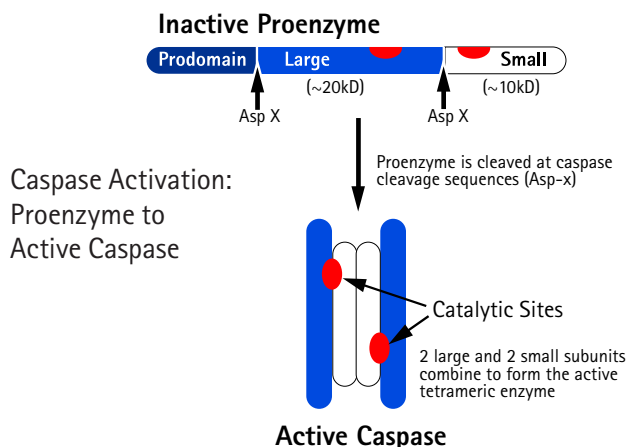 Inactive Proenzyme
Prodomain Large Small
(~20kD) (~10kD)
Asp X Asp X
Proenzyme is cleaved at caspase
cleavage sequences (Asp-x)
Caspase Activation:
Proenzyme to
Active Caspase
Catalytic Sites
2 large and 2 small subunits
combine to form the active
tetrameric enzyme
Active Caspase